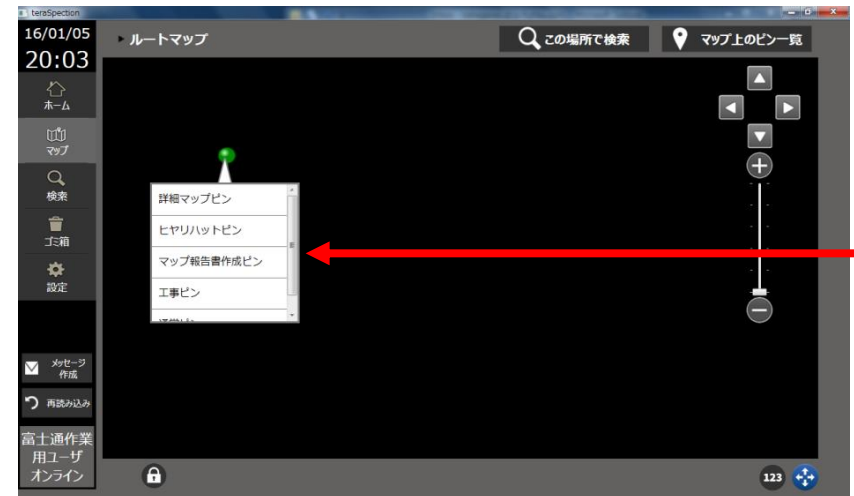 teraSpection
16/01/05
20:03
ルートマップ
この場所で検索
マップ上のピン一覧
ホーム
マップ
検索
ゴミ箱
設定
詳細マップピン
ヒヤリハットピン
マップ報告書作成ピン
工事ピン
メッセージ
作成
再読み込み
富士通作業
用ユーザ
オンライン
123